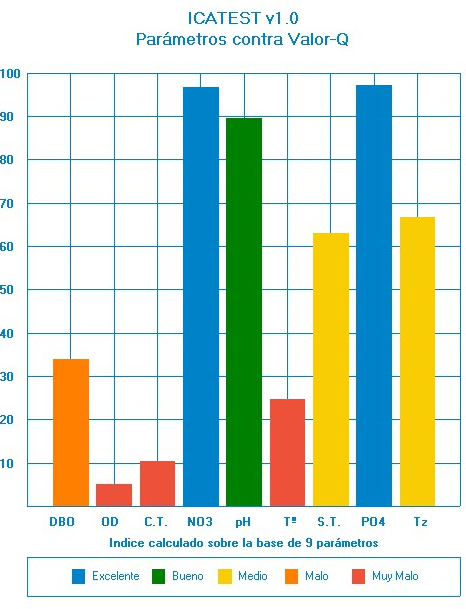 ICATEST v1.0
Parámetros contra Valor-Q
100
90
80
70
60
50
40
30
20
10
DBO OD C.T. NO3 pH Tª S.T. PO4 Tz
Indice calculado sobre la base de 9 parámetros
Excelente Bueno Medio Malo Muy Malo